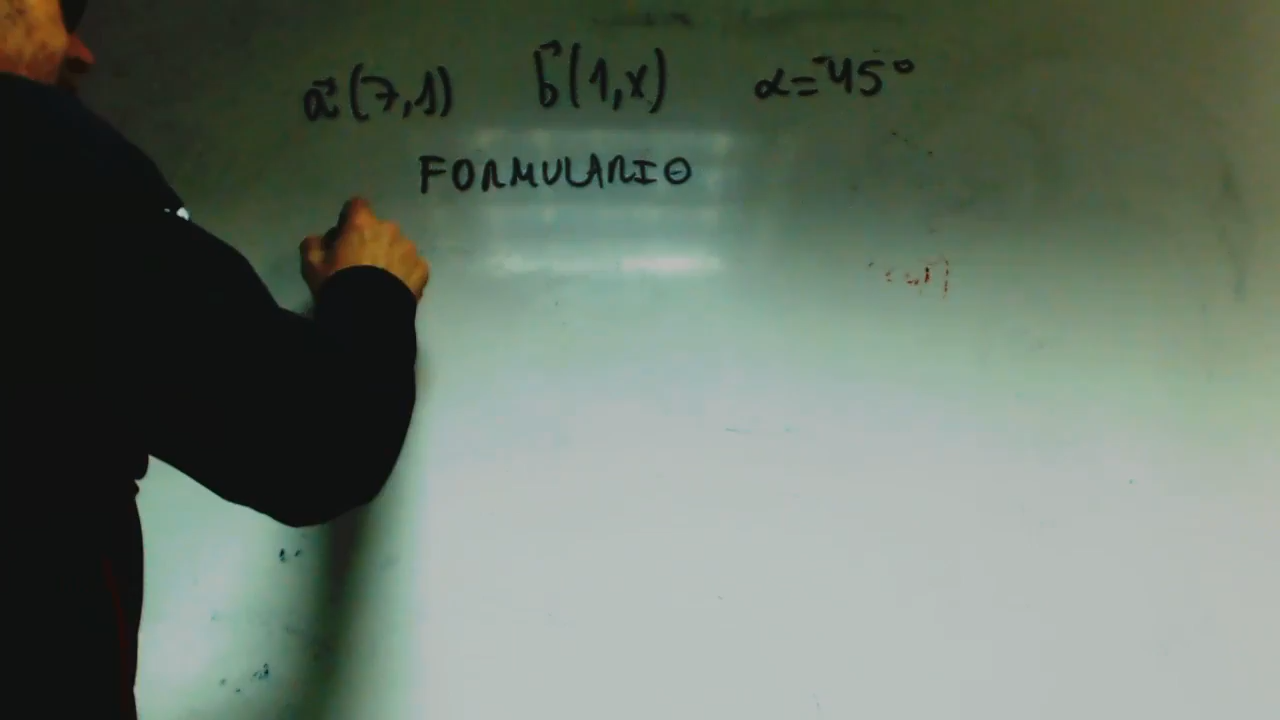 a⃗(7,1) b⃗(1,x) α=45°
FORMULARIO